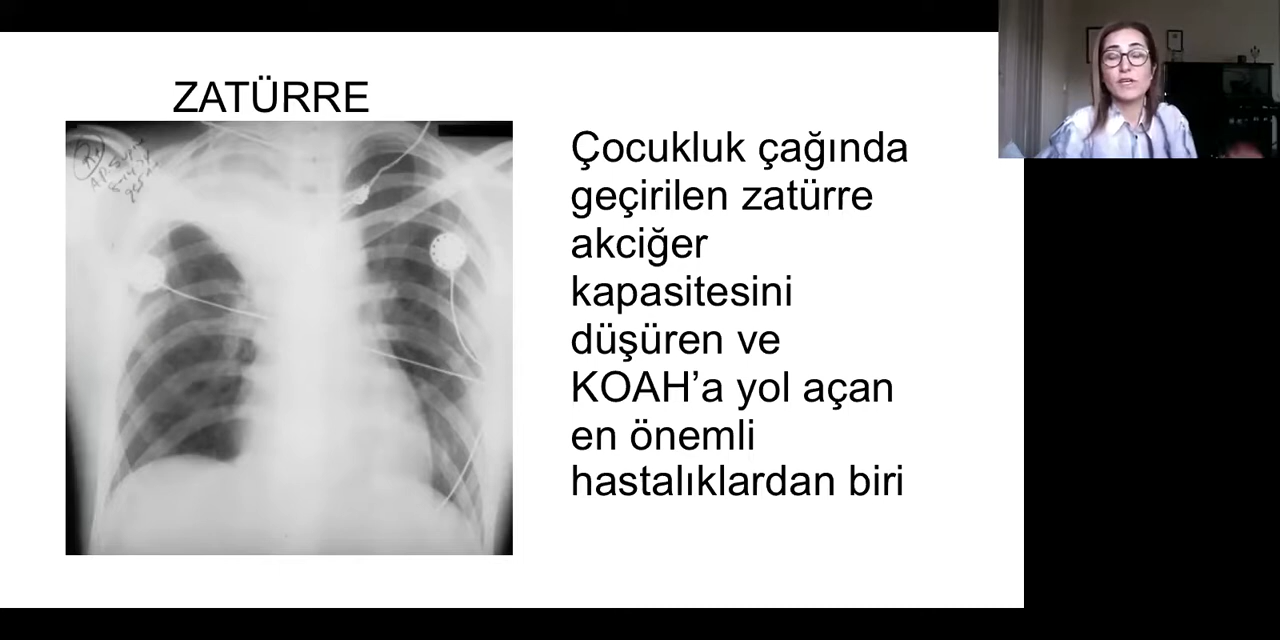 ZATÜRRE
Çocukluk çağında
geçirilen zatürre
akciğer
kapasitesini
düşüren ve
KOAH’a yol açan
en önemli
hastalıklardan biri